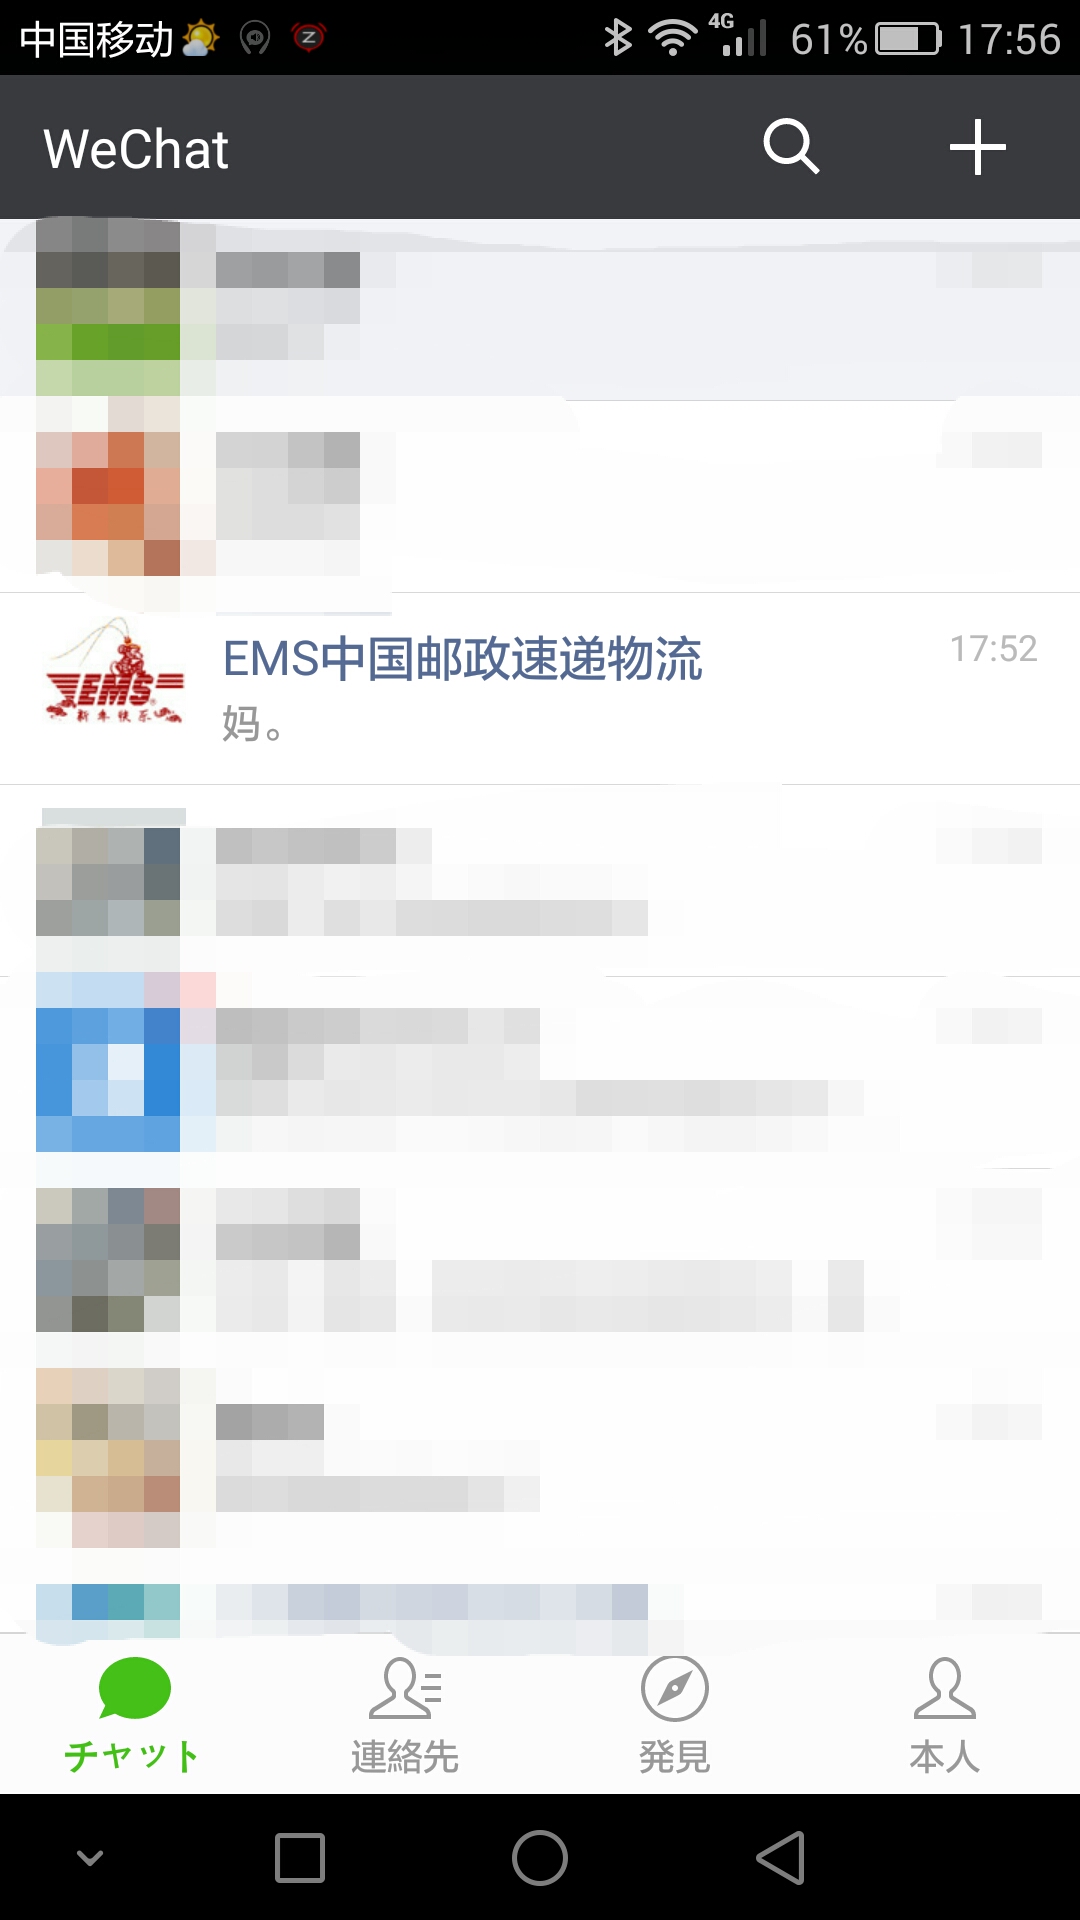 中国移动 4G 61% 17:56
WeChat
EMS中国邮政速递物流 17:52
妈。
EMS
新年快乐
チャット 連絡先 発見 本人